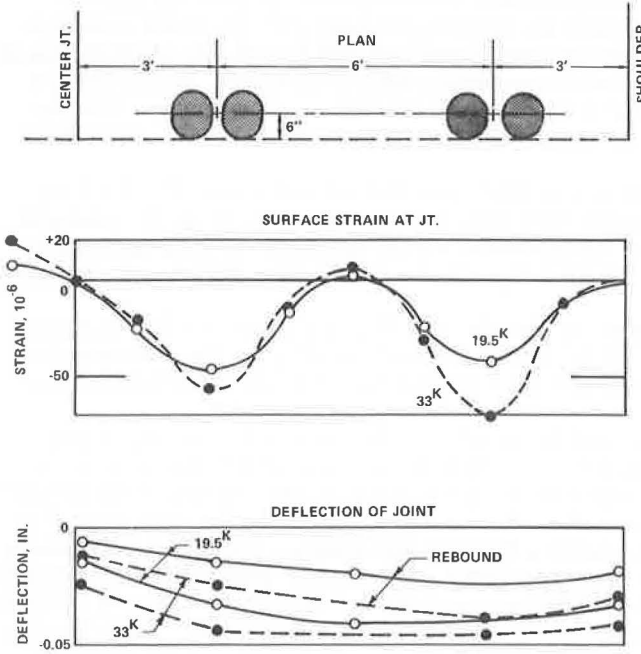 PLAN
CENTER JT.
SHOULDER
3'
6'
3'
6"
SURFACE STRAIN AT JT.
STRAIN, 10-6
+20
0
-50
19.5K
33K
DEFLECTION OF JOINT
DEFLECTION, IN.
0
-0.05
19.5K
REBOUND
33K